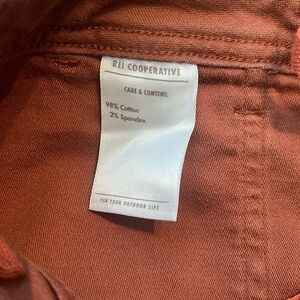 REI COOPERATIVE
CARE & CONTENT:
98% Cotton
2% Spandex
FOR YOUR OUTDOOR LIFE